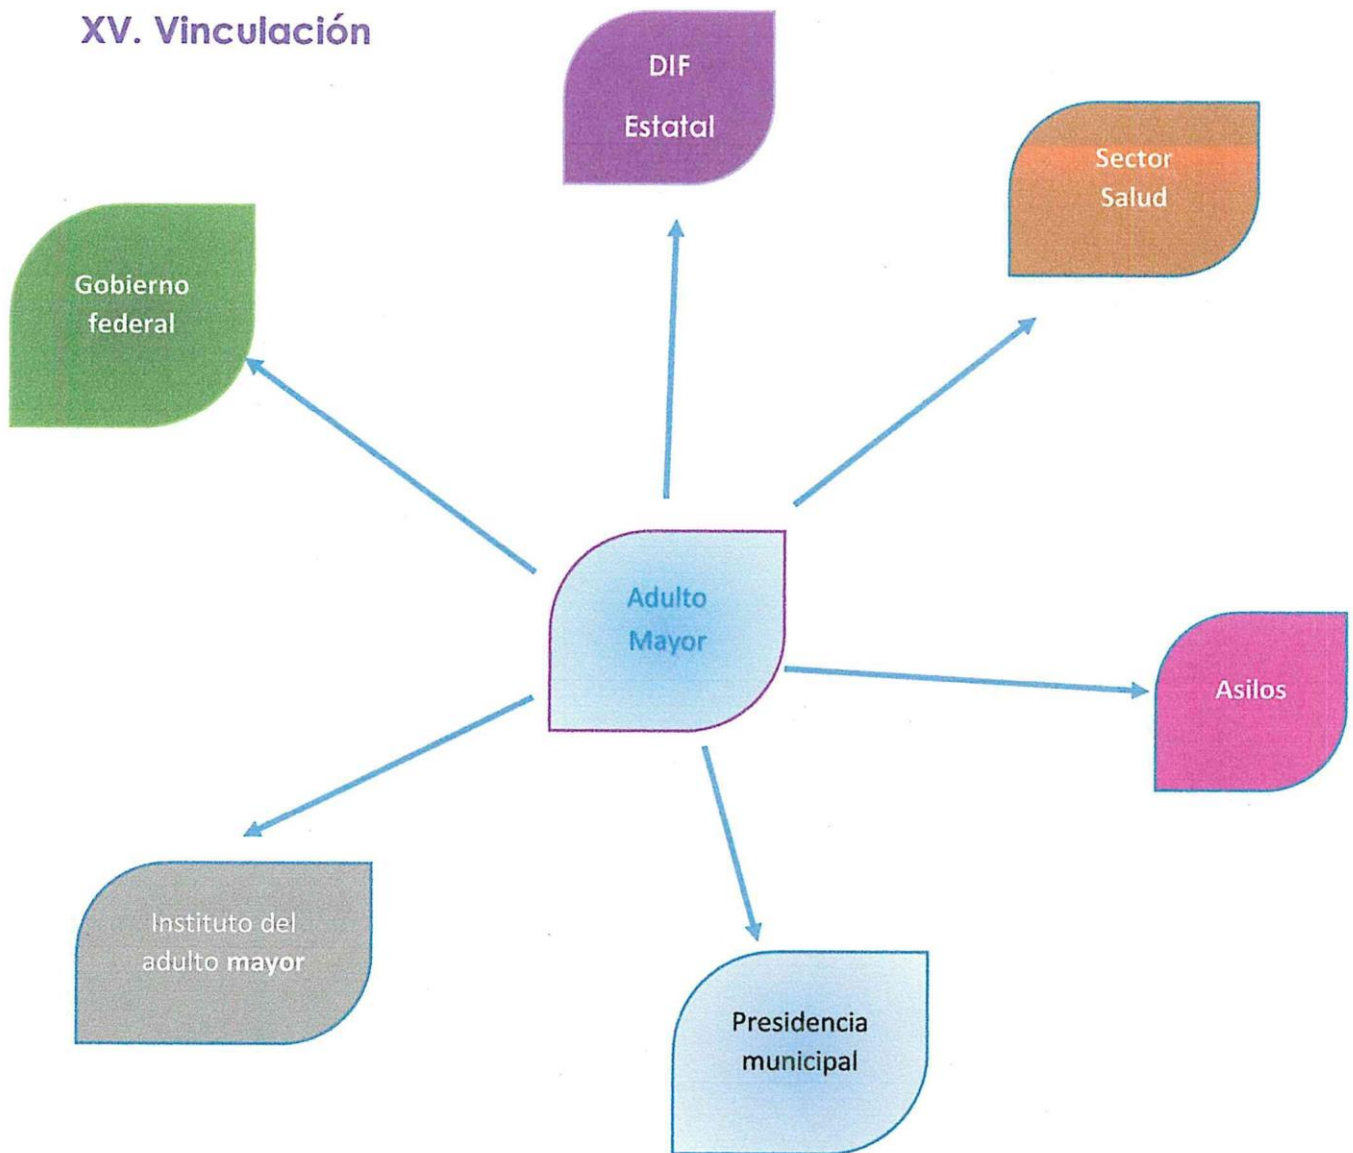 XV. Vinculación
DIF
Estatal
Sector
Salud
Gobierno
federal
Adulto
Mayor
Asilos
Instituto del
adulto mayor
Presidencia
municipal